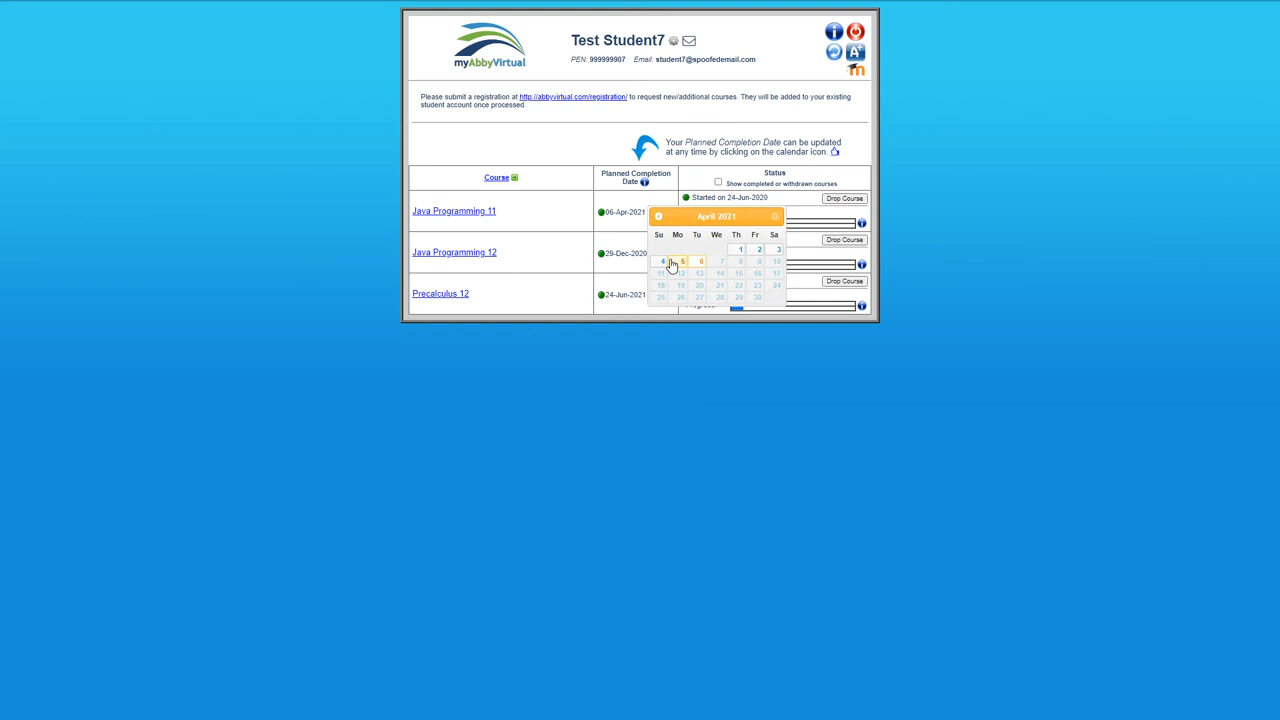 myAbbyVirtual
Test Student7
PEN: 999999907 Email: student7@spoofedemail.com
Please submit a registration at http://abbyvirtual.com/registration/ to request new/additional courses. They will be added to your existing
student account once processed.
Your Planned Completion Date can be updated
at any time by clicking on the calendar icon.
Course
Planned Completion
Date
Status
Show completed or withdrawn courses
Java Programming 11
06-Apr-2021
Started on 24-Jun-2020
Drop Course
Java Programming 12
29-Dec-2020
Drop Course
Precalculus 12
24-Jun-2021
Drop Course
April 2021
Su Mo Tu We Th Fr Sa
1 2 3
4 5 6 7 8 9 10
11 12 13 14 15 16 17
18 19 20 21 22 23 24
25 26 27 28 29 30